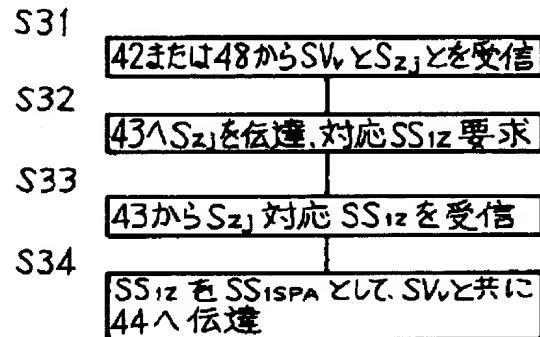 S31
42または48からSVvとSzjとを受信
S32
43へSzjを伝達、対応SS1Z要求
S33
43からSzj対応SS1Zを受信
S34
SS1ZをSS1SPAとして、SVvと共に
44へ伝達